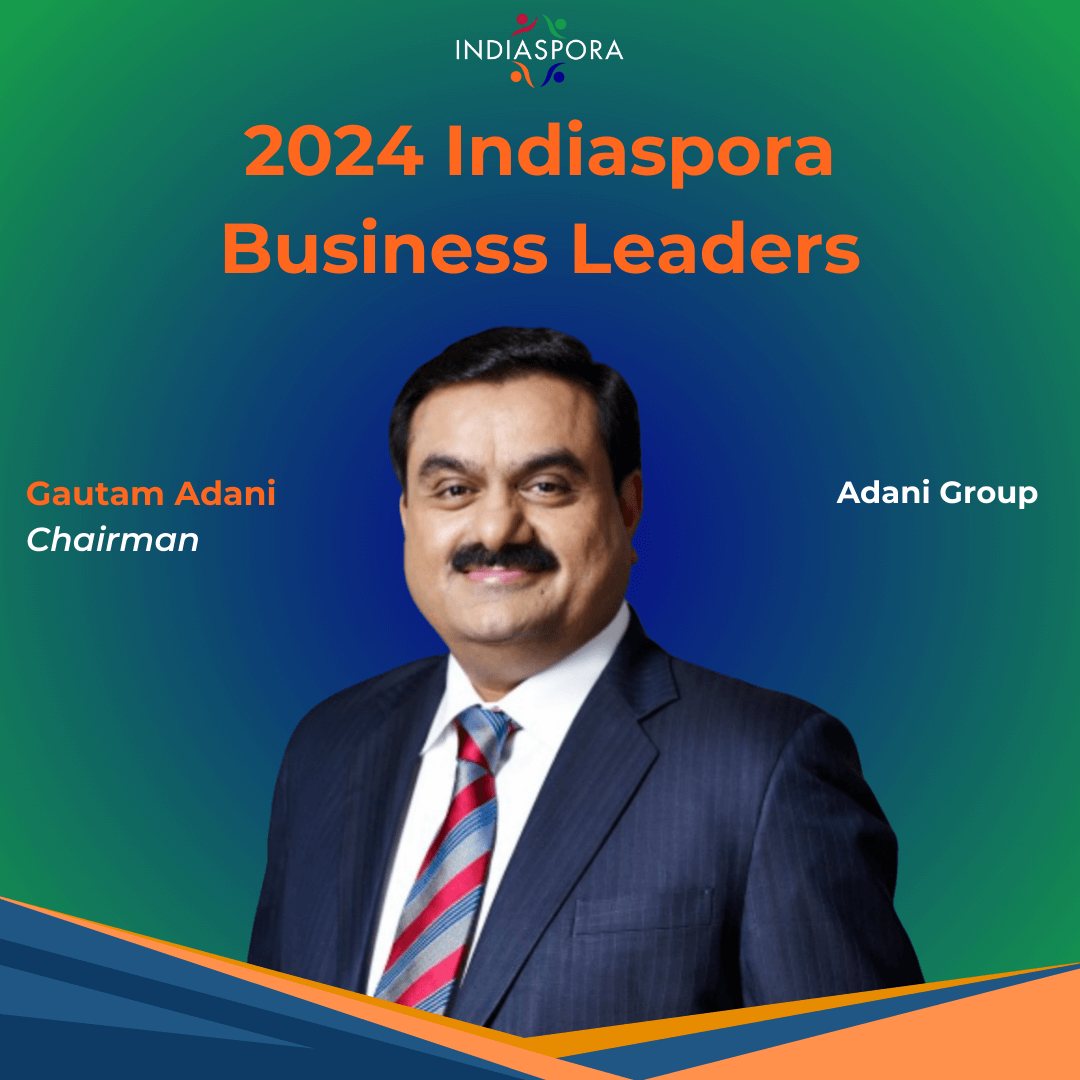 INDIASPORA
2024 Indiaspora
Business Leaders
Gautam Adani
Chairman
Adani Group